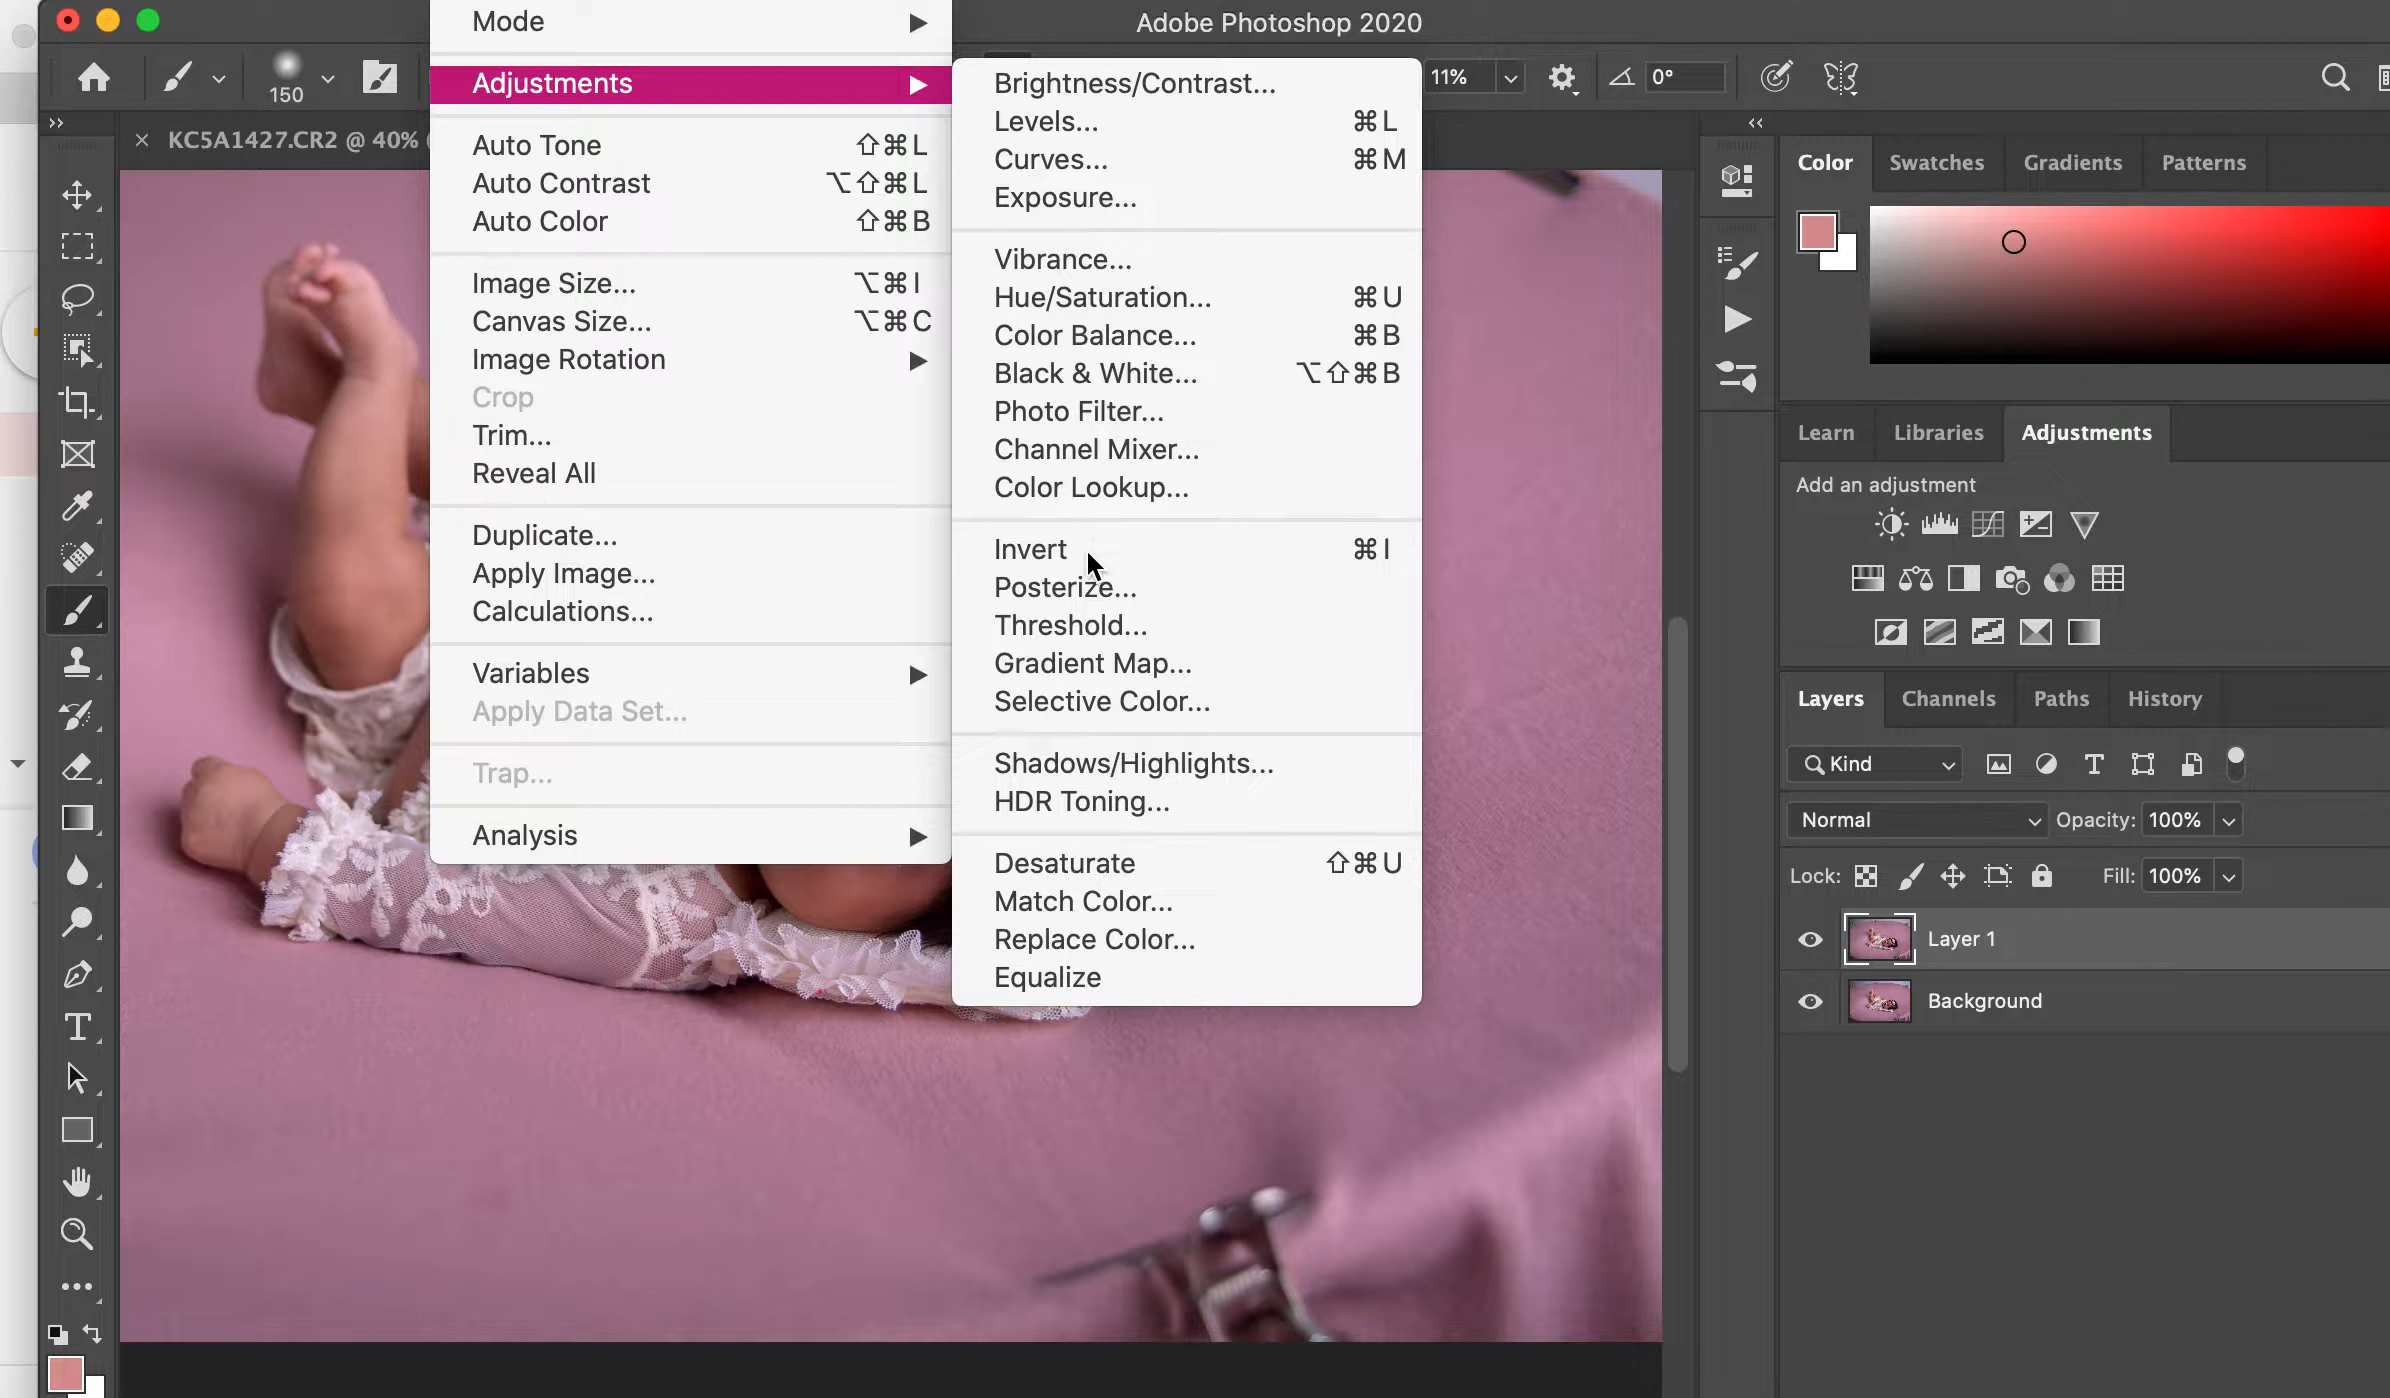 Adobe Photoshop 2020
150
11%
0°
KC5A1427.CR2 @ 40%
Mode
Adjustments
Auto Tone ⇧⌘L
Auto Contrast ⌥⇧⌘L
Auto Color ⇧⌘B
Image Size... ⌥⌘I
Canvas Size... ⌥⌘C
Image Rotation
Crop
Trim...
Reveal All
Duplicate...
Apply Image...
Calculations...
Variables
Apply Data Set...
Trap...
Analysis
Brightness/Contrast...
Levels... ⌘L
Curves... ⌘M
Exposure...
Vibrance...
Hue/Saturation... ⌘U
Color Balance... ⌘B
Black & White... ⌥⇧⌘B
Photo Filter...
Channel Mixer...
Color Lookup...
Invert ⌘I
Posterize...
Threshold...
Gradient Map...
Selective Color...
Shadows/Highlights...
HDR Toning...
Desaturate ⇧⌘U
Match Color...
Replace Color...
Equalize
Color Swatches Gradients Patterns
Learn Libraries Adjustments
Add an adjustment
Layers Channels Paths History
Kind
Normal Opacity: 100%
Lock: Fill: 100%
Layer 1
Background